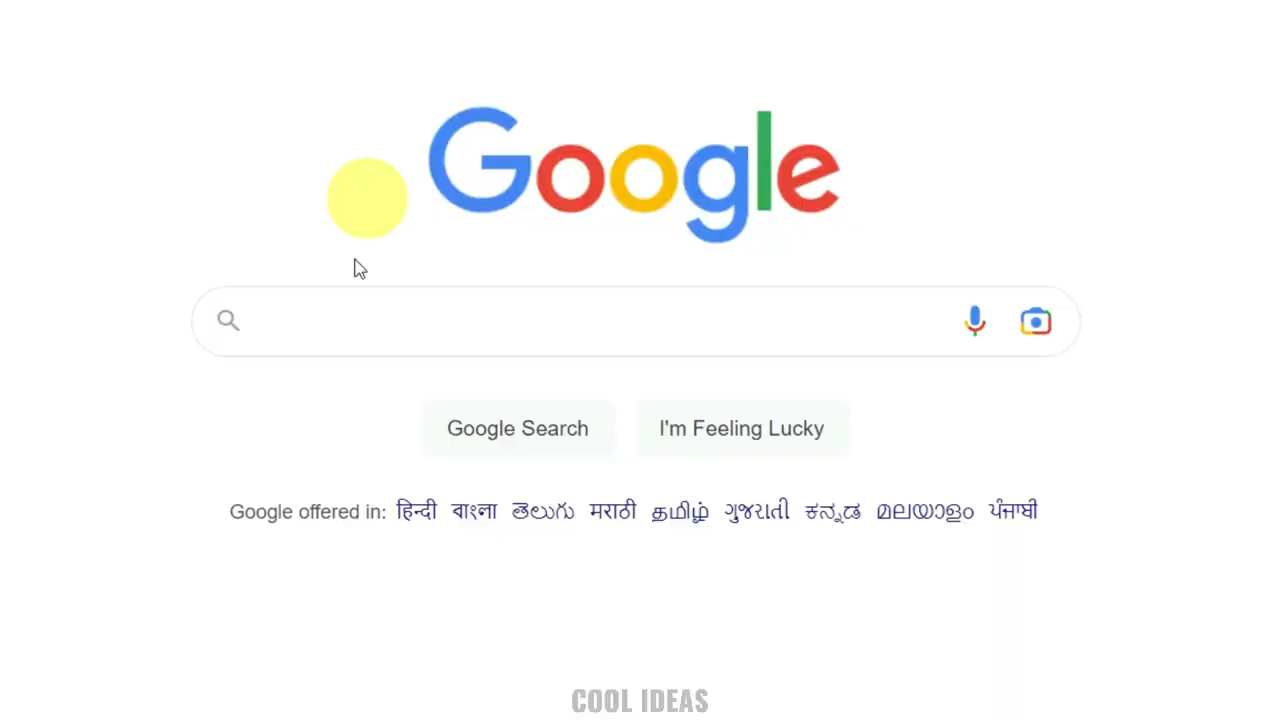 Google
Google Search
I'm Feeling Lucky
Google offered in: हिन्दी বাংলা తెలుగు मराठी தமிழ் ગુજરાતી ಕನ್ನಡ മലയാളം ਪੰਜਾਬੀ
COOL IDEAS